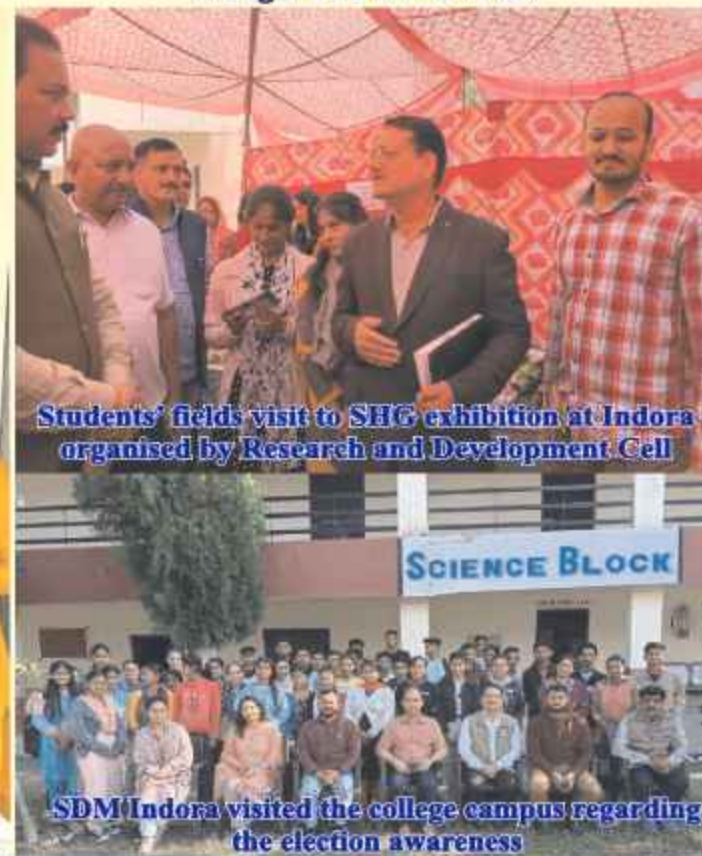 Students' fields visit to SHG exhibition at Indora
organised by Research and Development Cell
SCIENCE BLOCK
SDM Indora visited the college campus regarding
the election awareness